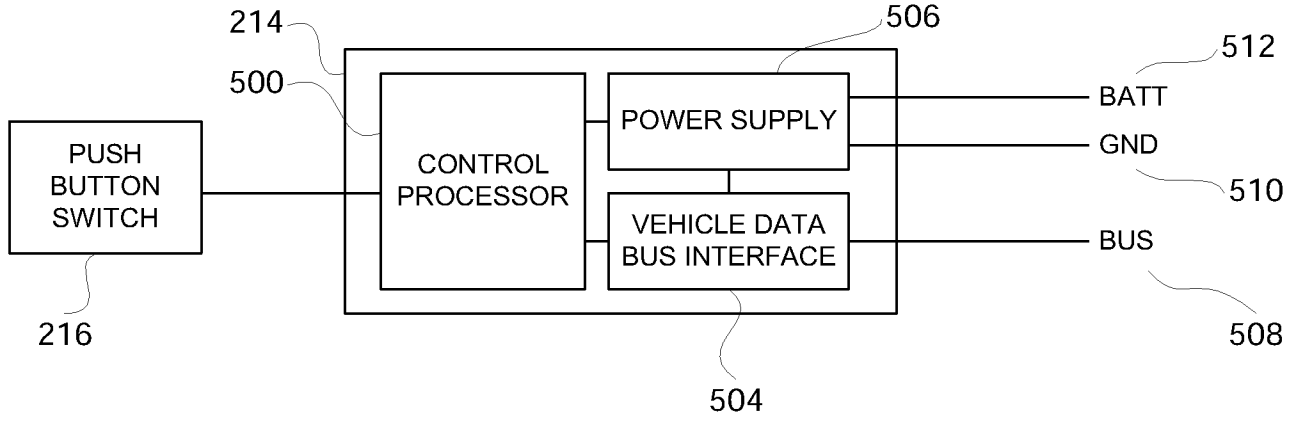 214
506
512
500
BATT
POWER SUPPLY
GND
PUSH
BUTTON
SWITCH
CONTROL
PROCESSOR
510
VEHICLE DATA
BUS INTERFACE
BUS
216
508
504